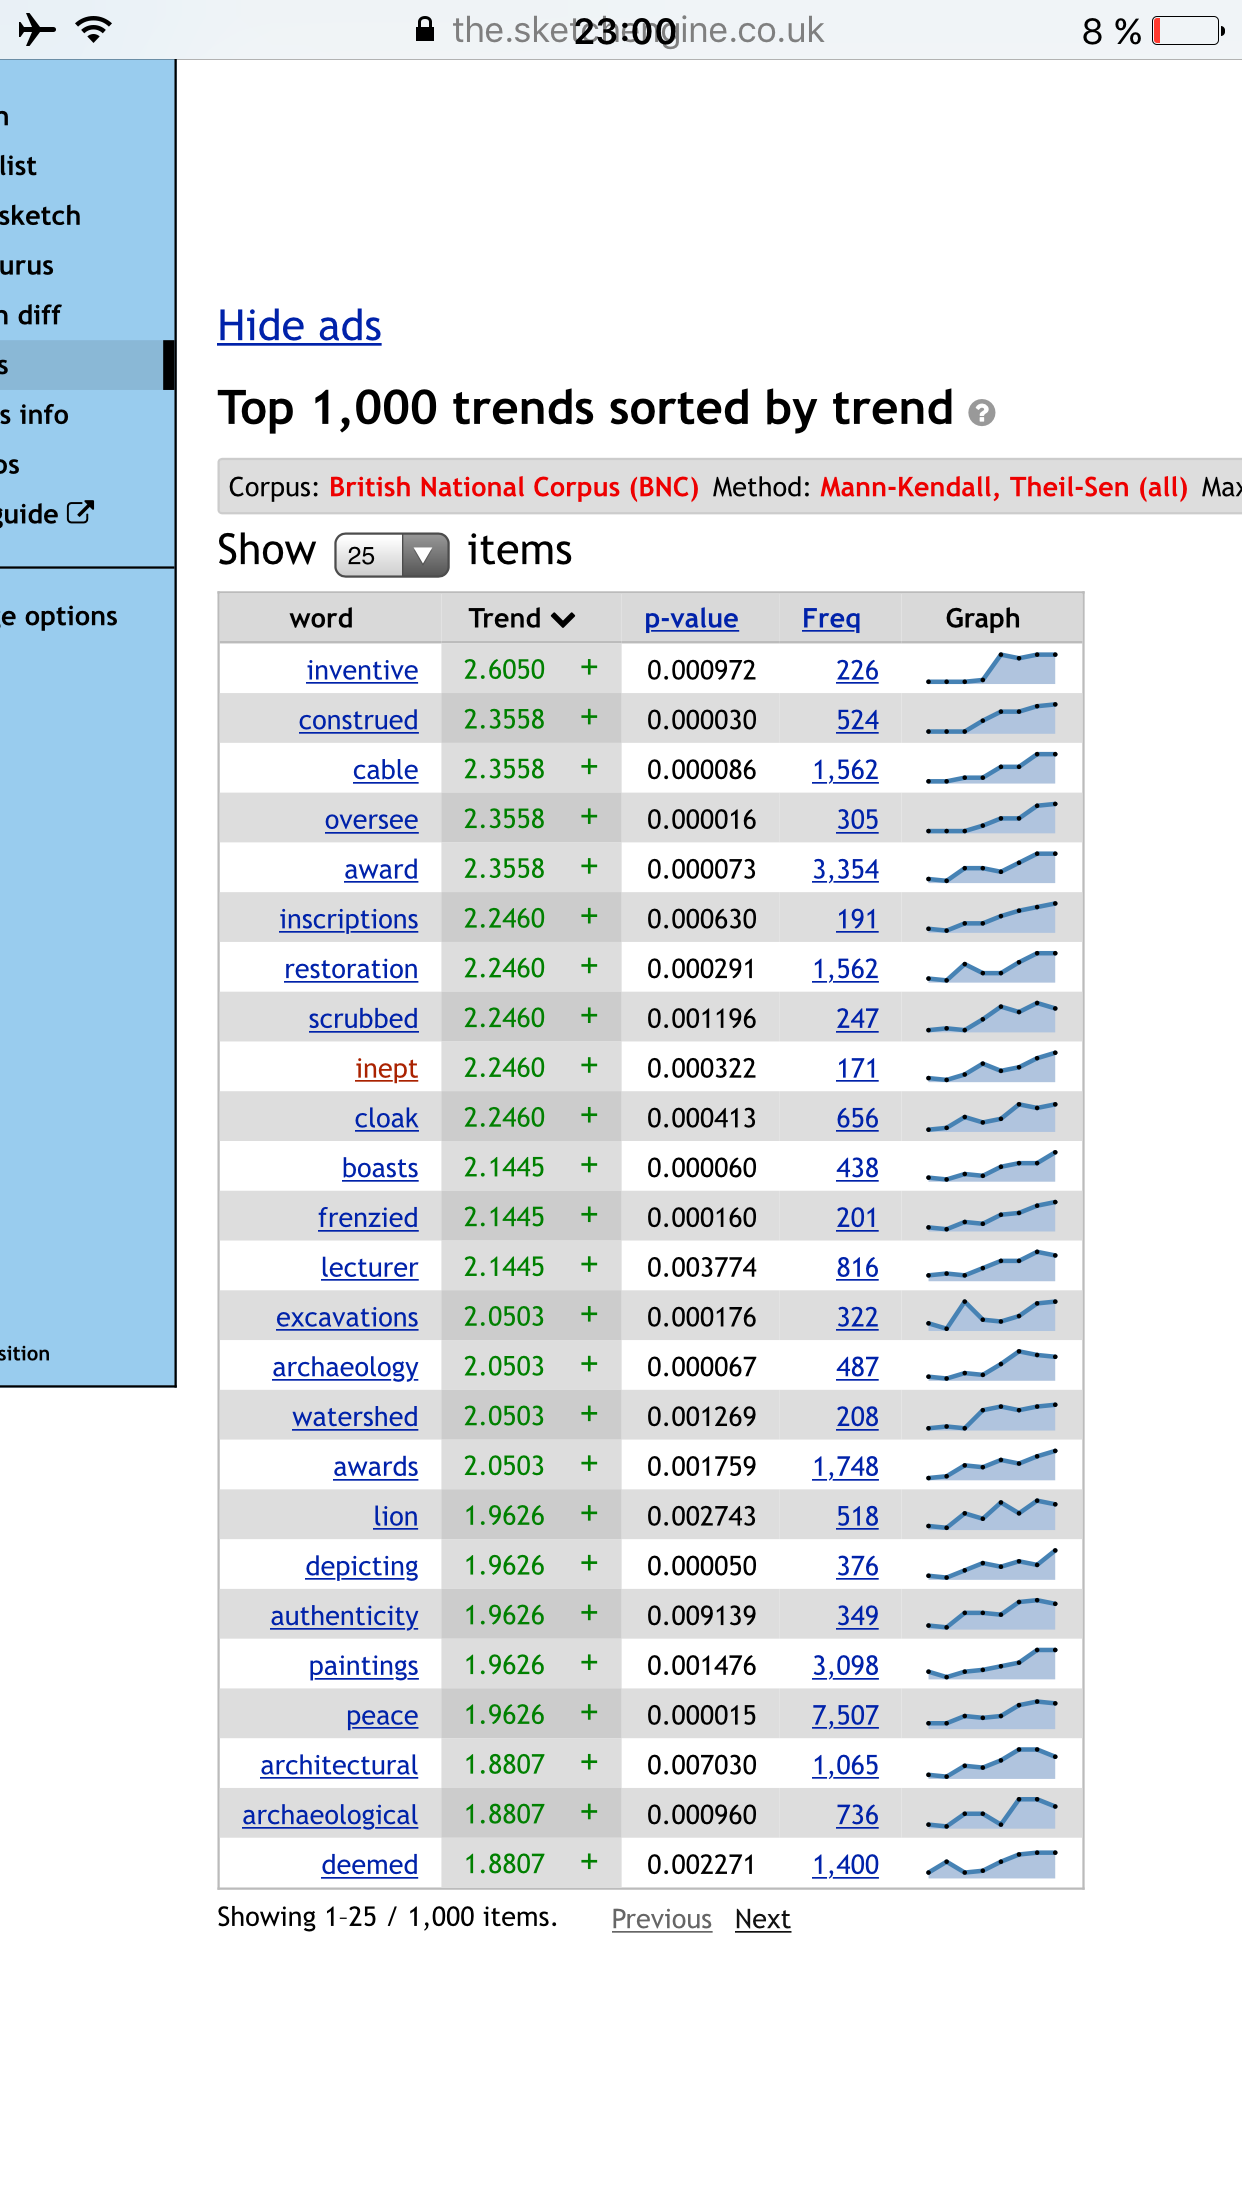 the.sketchengine.co.uk
23:00
8 %
n
list
sketch
urus
n diff
s
s info
os
guide
e options
sition
Hide ads
Top 1,000 trends sorted by trend ?
Corpus: British National Corpus (BNC) Method: Mann-Kendall, Theil-Sen (all) Max
Show 25 items
word Trend p-value Freq Graph
inventive 2.6050 + 0.000972 226
construed 2.3558 + 0.000030 524
cable 2.3558 + 0.000086 1,562
oversee 2.3558 + 0.000016 305
award 2.3558 + 0.000073 3,354
inscriptions 2.2460 + 0.000630 191
restoration 2.2460 + 0.000291 1,562
scrubbed 2.2460 + 0.001196 247
inept 2.2460 + 0.000322 171
cloak 2.2460 + 0.000413 656
boasts 2.1445 + 0.000060 438
frenzied 2.1445 + 0.000160 201
lecturer 2.1445 + 0.003774 816
excavations 2.0503 + 0.000176 322
archaeology 2.0503 + 0.000067 487
watershed 2.0503 + 0.001269 208
awards 2.0503 + 0.001759 1,748
lion 1.9626 + 0.002743 518
depicting 1.9626 + 0.000050 376
authenticity 1.9626 + 0.009139 349
paintings 1.9626 + 0.001476 3,098
peace 1.9626 + 0.000015 7,507
architectural 1.8807 + 0.007030 1,065
archaeological 1.8807 + 0.000960 736
deemed 1.8807 + 0.002271 1,400
Showing 1-25 / 1,000 items. Previous Next